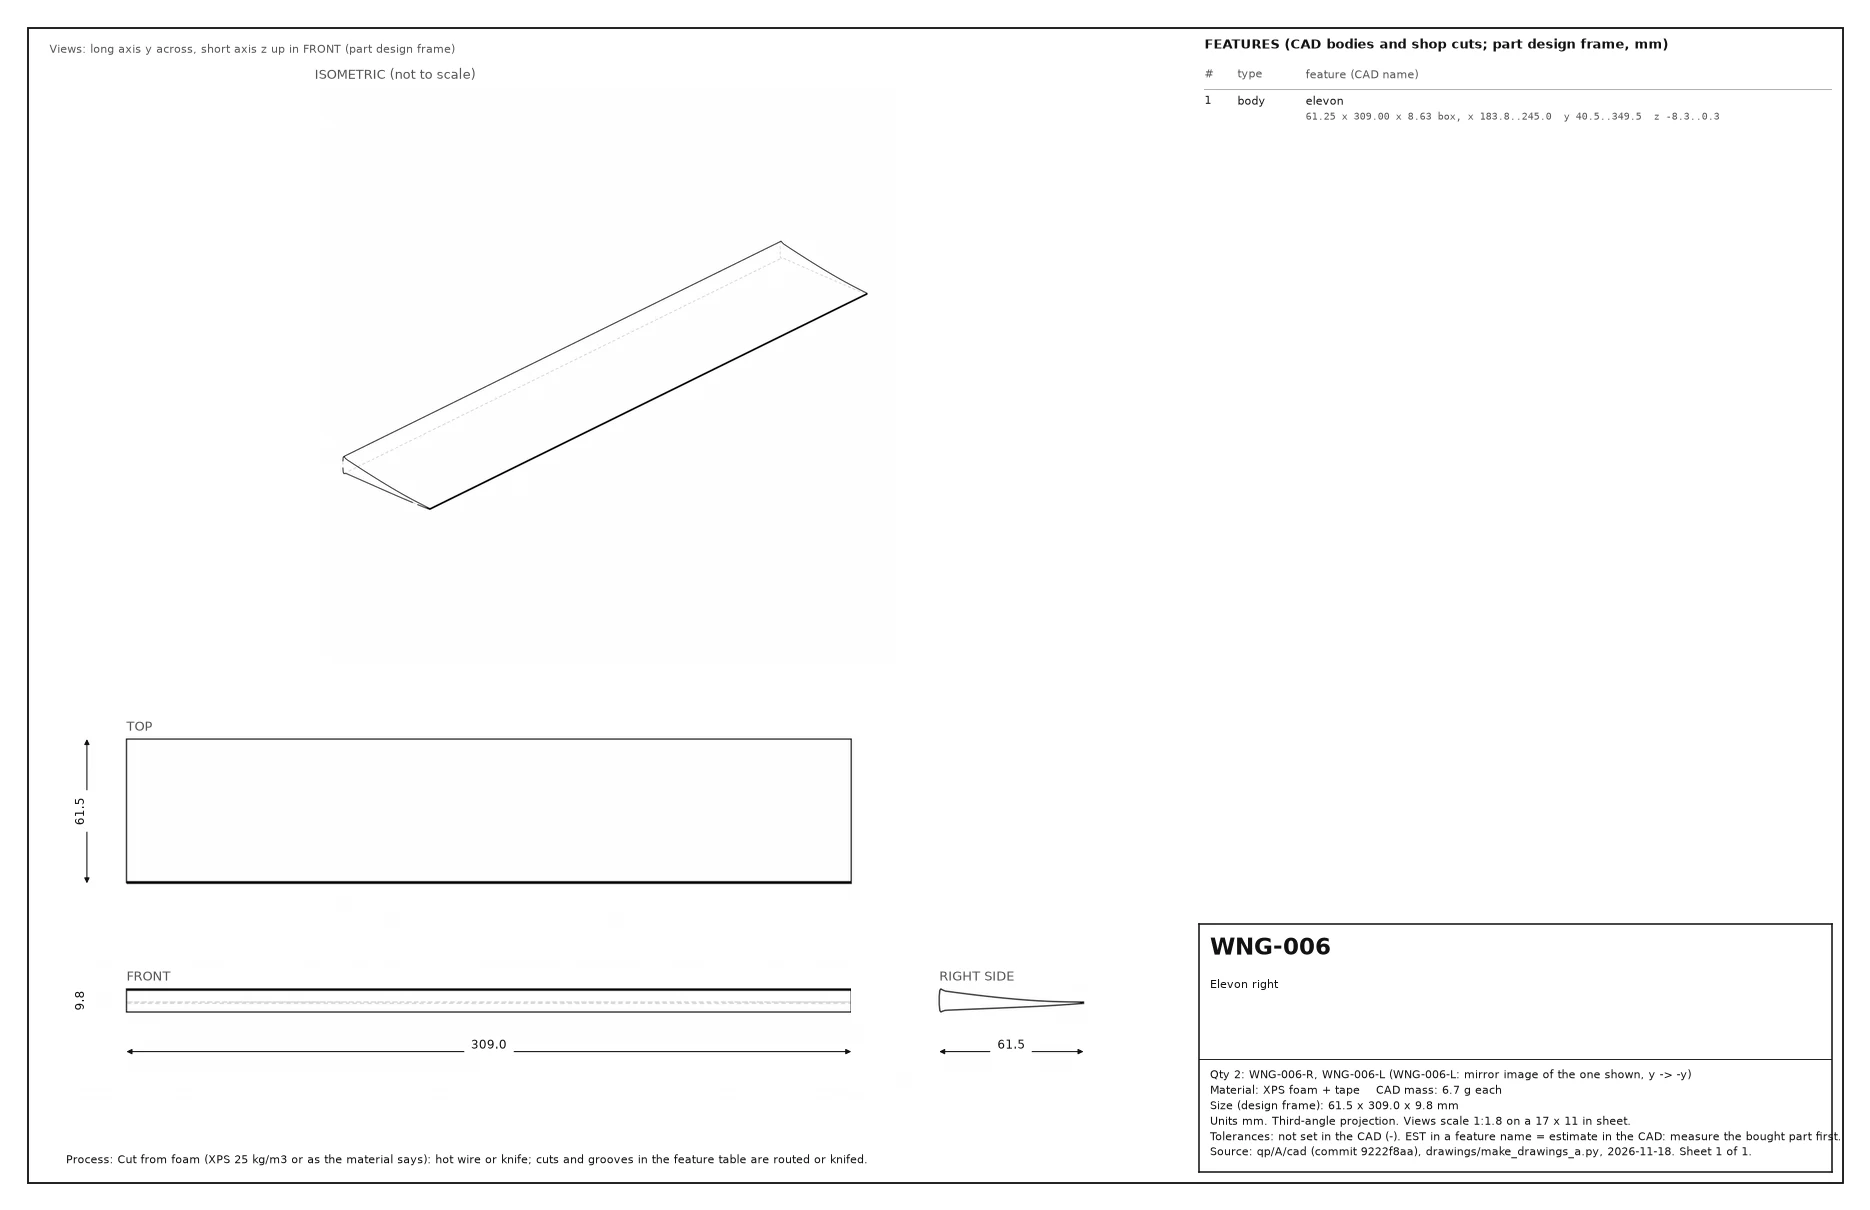 Views: long axis y across, short axis z up in FRONT (part design frame)
ISOMETRIC (not to scale)
FEATURES (CAD bodies and shop cuts; part design frame, mm)
# type feature (CAD name)
1 body elevon
61.25 x 309.00 x 8.63 box, x 183.8..245.0 y 40.5..349.5 z -8.3..0.3
TOP
61.5
FRONT
9.8
309.0
RIGHT SIDE
61.5
Process: Cut from foam (XPS 25 kg/m3 or as the material says): hot wire or knife; cuts and grooves in the feature table are routed or knifed.
WNG-006
Elevon right
Qty 2: WNG-006-R, WNG-006-L (WNG-006-L: mirror image of the one shown, y -> -y)
Material: XPS foam + tape CAD mass: 6.7 g each
Size (design frame): 61.5 x 309.0 x 9.8 mm
Units mm. Third-angle projection. Views scale 1:1.8 on a 17 x 11 in sheet.
Tolerances: not set in the CAD (-). EST in a feature name = estimate in the CAD: measure the bought part first.
Source: qp/A/cad (commit 9222f8aa), drawings/make_drawings_a.py, 2026-11-18. Sheet 1 of 1.